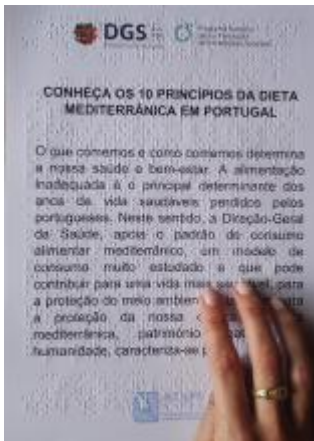 DGS
CONHEÇA OS 10 PRINCÍPIOS DA DIETA
MEDITERRÂNICA EM PORTUGAL
O que comemos e como comemos determina
a nossa saúde e bem-estar. A alimentação
inadequada é o principal determinante dos
anos de vida saudáveis perdidos pelos
portugueses. Neste sentido, a Direção-Geral
da Saúde, apoia o padrão de consumo
alimentar mediterrânico, um modelo de
consumo muito estudado e que pode
contribuir para uma vida mais saudável, para
a proteção do meio
a proteção da nossa
mediterrânica, património
humanidade, caracteriza-se